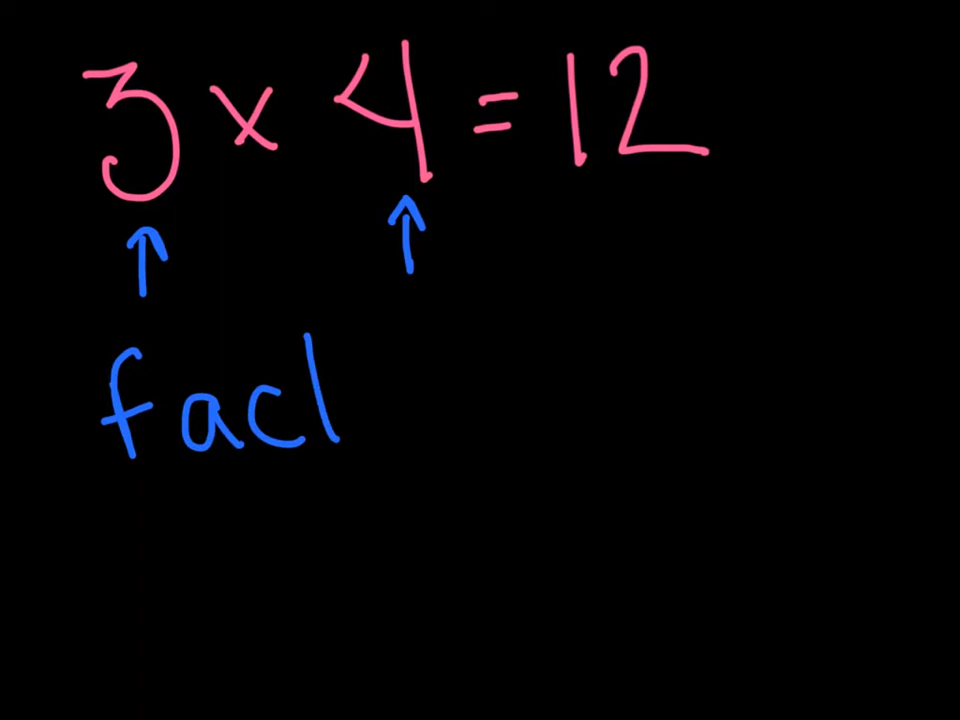 3 x 4 = 12
↑ ↑
facl